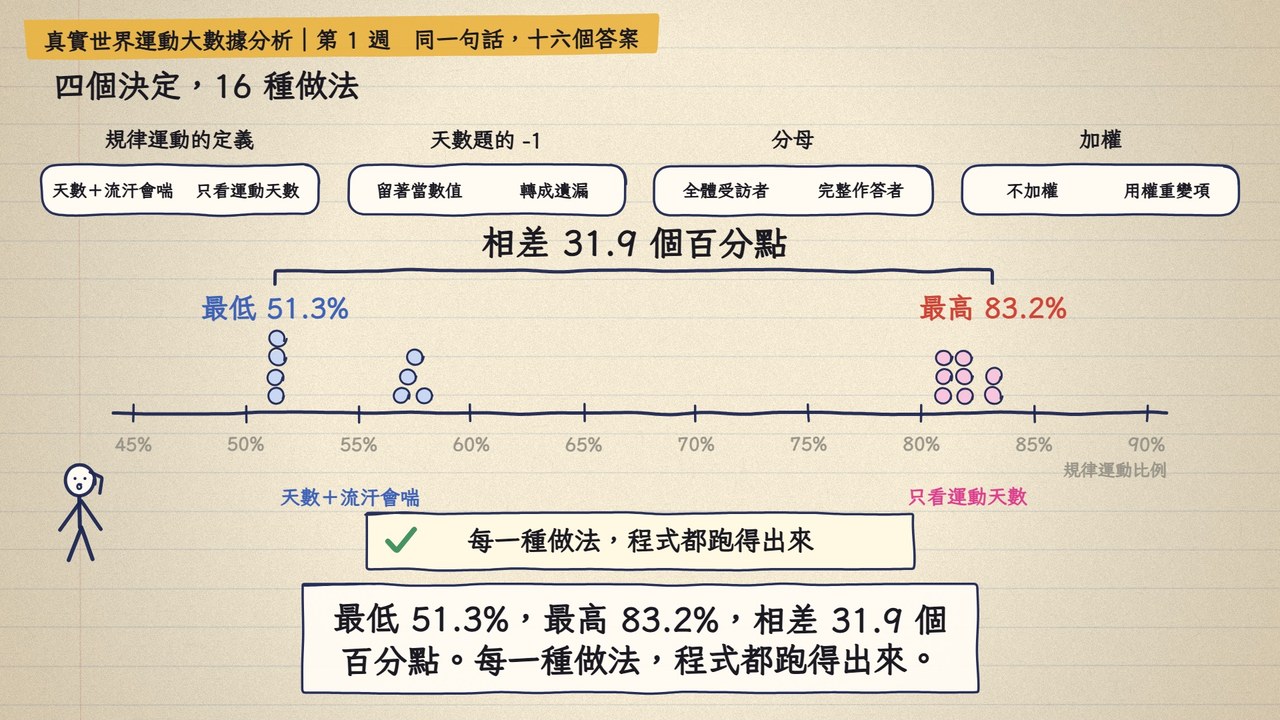 真實世界運動大數據分析｜第 1 週　同一句話，十六個答案
四個決定，16 種做法
規律運動的定義　天數題的 -1　分母　加權
天數＋流汗會喘　只看運動天數　留著當數值　轉成遺漏　全體受訪者　完整作答者　不加權　用權重變項
相差 31.9 個百分點
最低 51.3%　最高 83.2%
45%　50%　55%　60%　65%　70%　75%　80%　85%　90%
規律運動比例
天數＋流汗會喘　只看運動天數
每一種做法，程式都跑得出來
最低 51.3%，最高 83.2%，相差 31.9 個
百分點。每一種做法，程式都跑得出來。